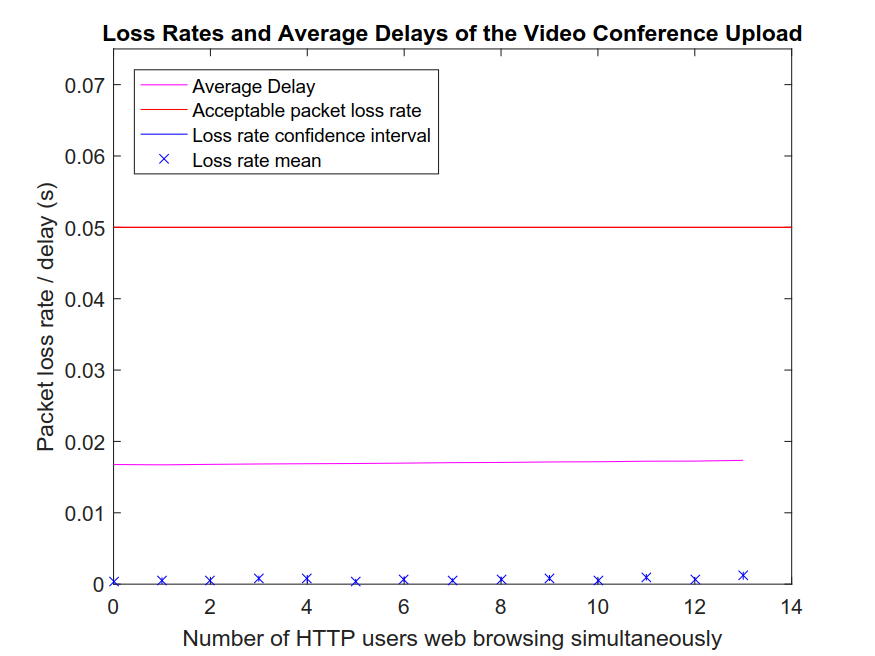 Loss Rates and Average Delays of the Video Conference Upload
Average Delay
Acceptable packet loss rate
Loss rate confidence interval
Loss rate mean
Packet loss rate / delay (s)
0.07
0.06
0.05
0.04
0.03
0.02
0.01
0
0 2 4 6 8 10 12 14
Number of HTTP users web browsing simultaneously